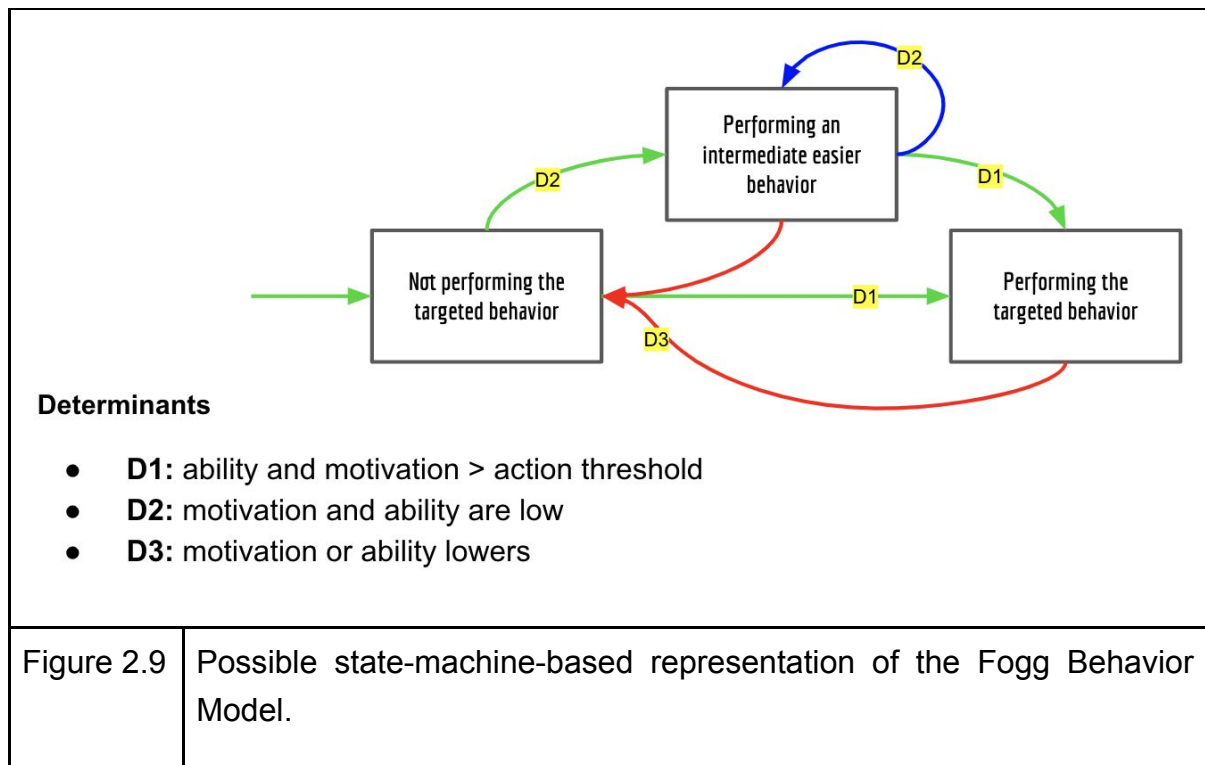 D2
Performing an
intermediate easier
behavior
D2
D1
Not performing the
targeted behavior
D1
Performing the
targeted behavior
D3
Determinants
● D1: ability and motivation > action threshold
● D2: motivation and ability are low
● D3: motivation or ability lowers
Figure 2.9 Possible state-machine-based representation of the Fogg Behavior
Model.